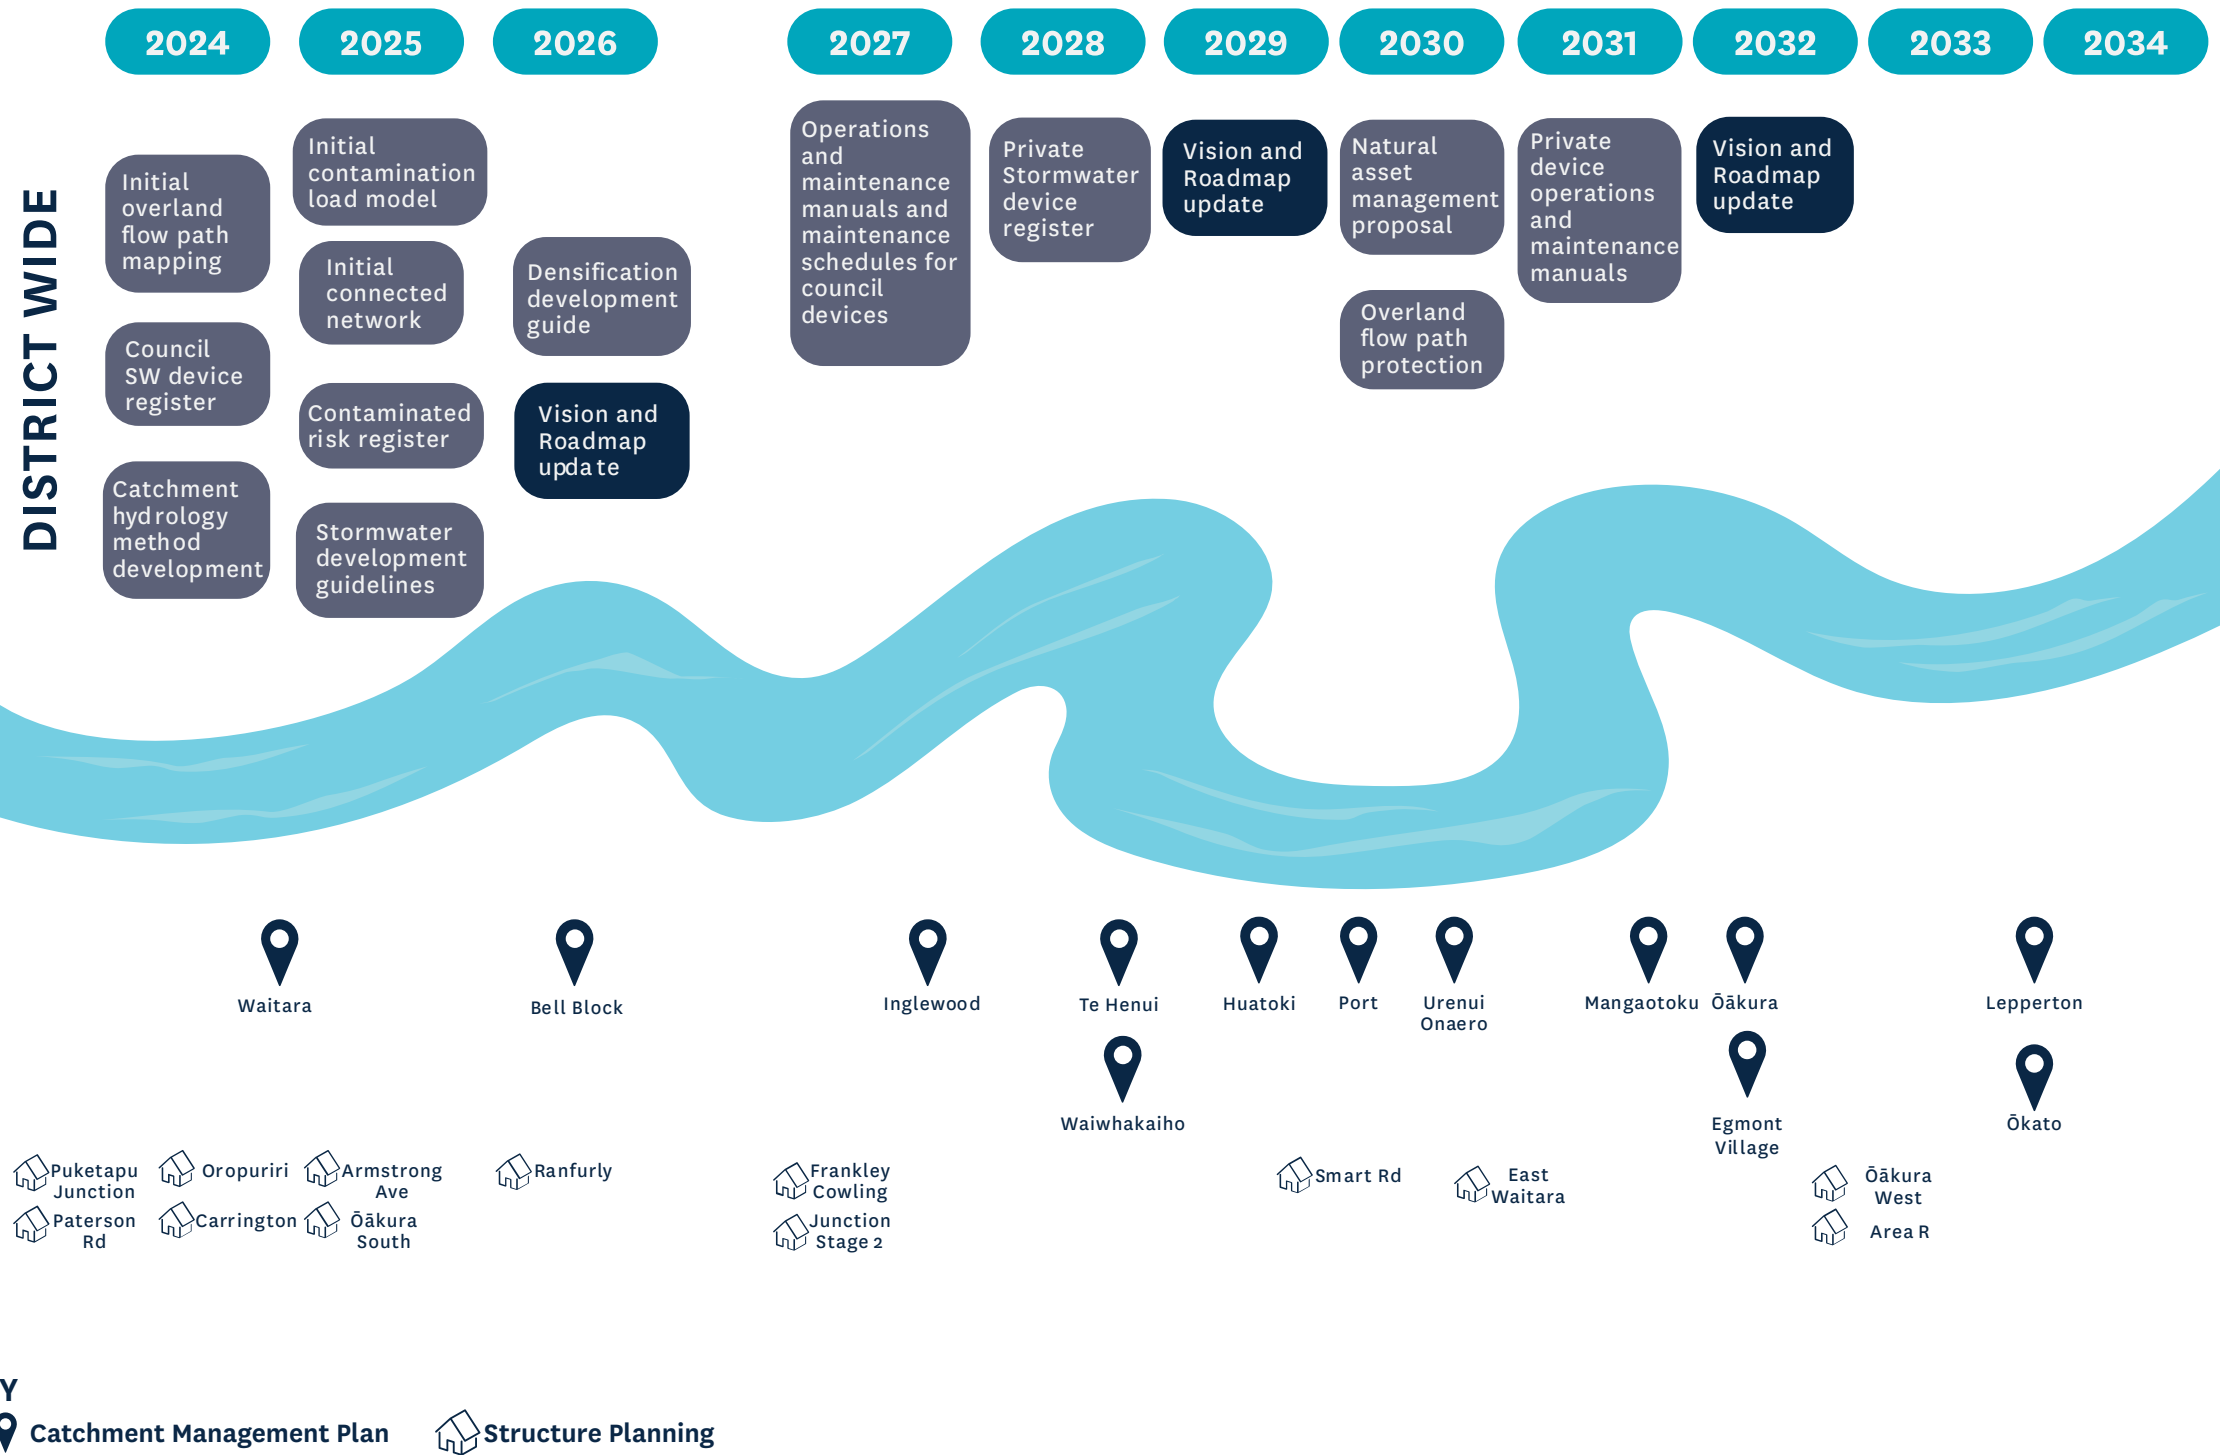 2024
2025
2026
2027
2028
2029
2030
2031
2032
2033
2034
DISTRICT WIDE
Initial
overland
flow path
mapping
Council
SW device
register
Catchment
hydrology
method
development
Initial
contamination
load model
Initial
connected
network
Contaminated
risk register
Stormwater
development
guidelines
Densification
development
guide
Vision and
Roadmap
update
Operations
and
maintenance
manuals and
maintenance
schedules for
council
devices
Private
Stormwater
device
register
Vision and
Roadmap
update
Natural
asset
management
proposal
Overland
flow path
protection
Private
device
operations
and
maintenance
manuals
Vision and
Roadmap
update
Waitara
Bell Block
Inglewood
Te Henui
Huatoki
Port
Urenui
Onaero
Mangaotoku
Ōākura
Lepperton
Waiwhakaiho
Egmont
Village
Ōkato
Puketapu
Junction
Oropuriri
Armstrong
Ave
Ranfurly
Frankley
Cowling
Smart Rd
East
Waitara
Ōākura
West
Paterson
Rd
Carrington
Ōākura
South
Junction
Stage 2
Area R
Y
Catchment Management Plan
Structure Planning